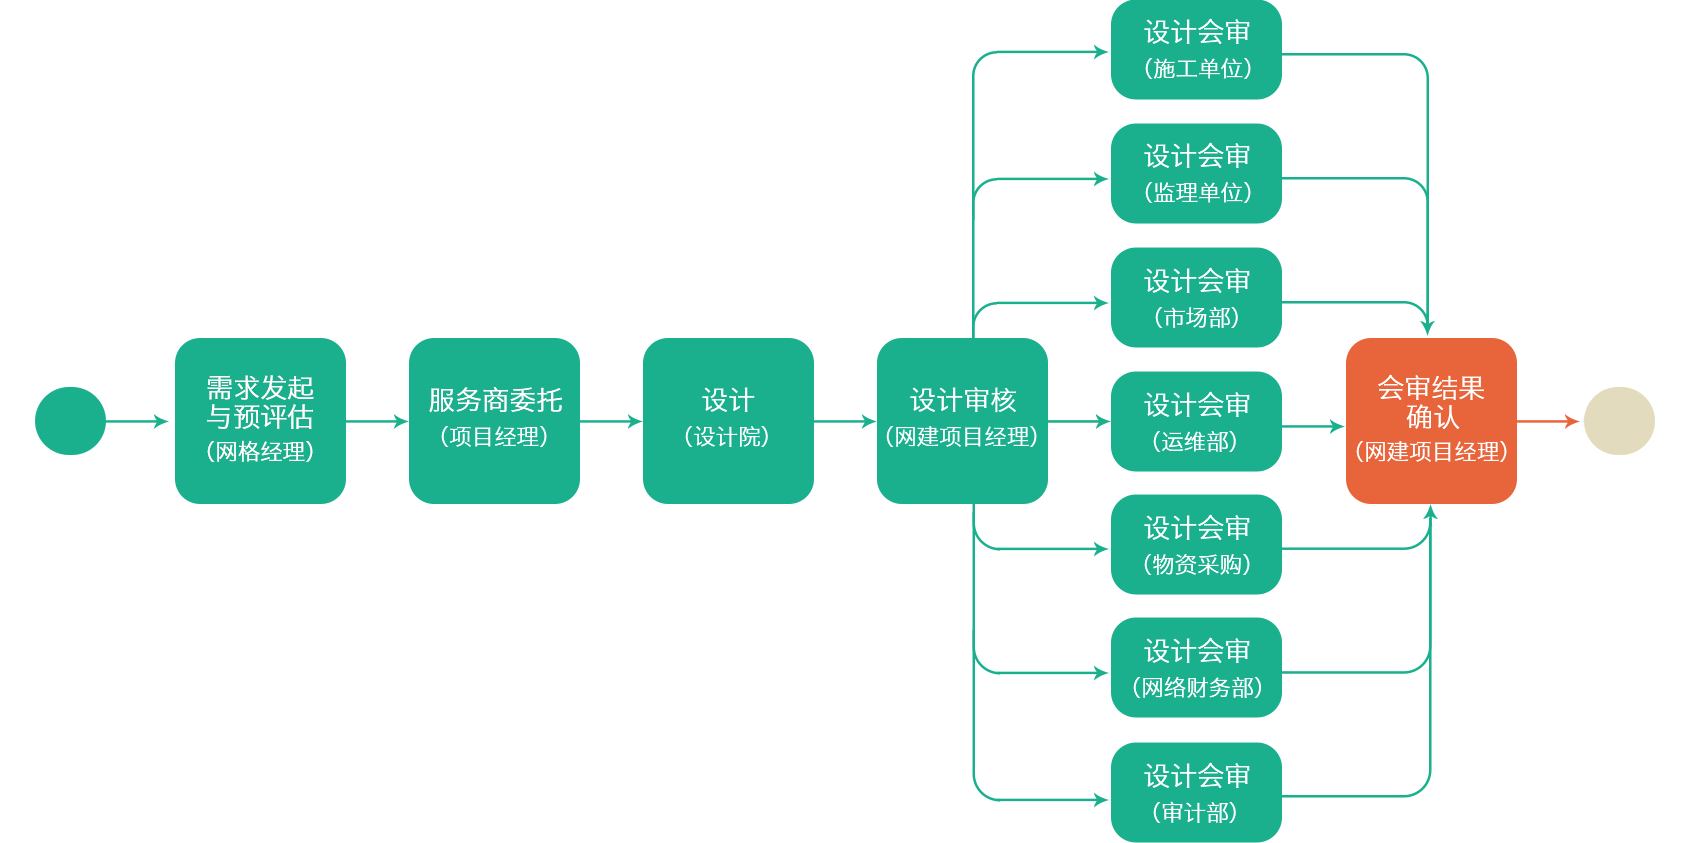 需求发起
与预评估
（网格经理）
服务商委托
（项目经理）
设计
（设计院）
设计审核
（网建项目经理）
设计会审
（施工单位）
设计会审
（监理单位）
设计会审
（市场部）
设计会审
（运维部）
设计会审
（物资采购）
设计会审
（网络财务部）
设计会审
（审计部）
会审结果
确认
（网建项目经理）